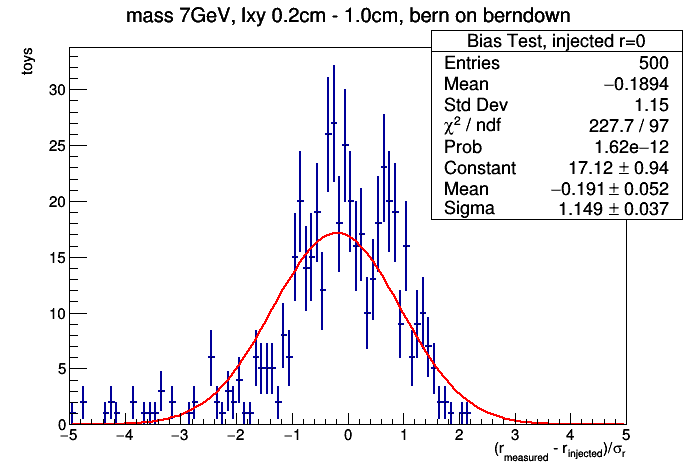 mass 7GeV, lxy 0.2cm - 1.0cm, bern on berndown
toys
Bias Test, injected r=0
Entries 500
Mean −0.1894
Std Dev 1.15
χ² / ndf 227.7 / 97
Prob 1.62e−12
Constant 17.12 ± 0.94
Mean −0.191 ± 0.052
Sigma 1.149 ± 0.037
30
25
20
15
10
5
0
−5 −4 −3 −2 −1 0 1 2 3 4 5
(r_measured - r_injected)/σ_r